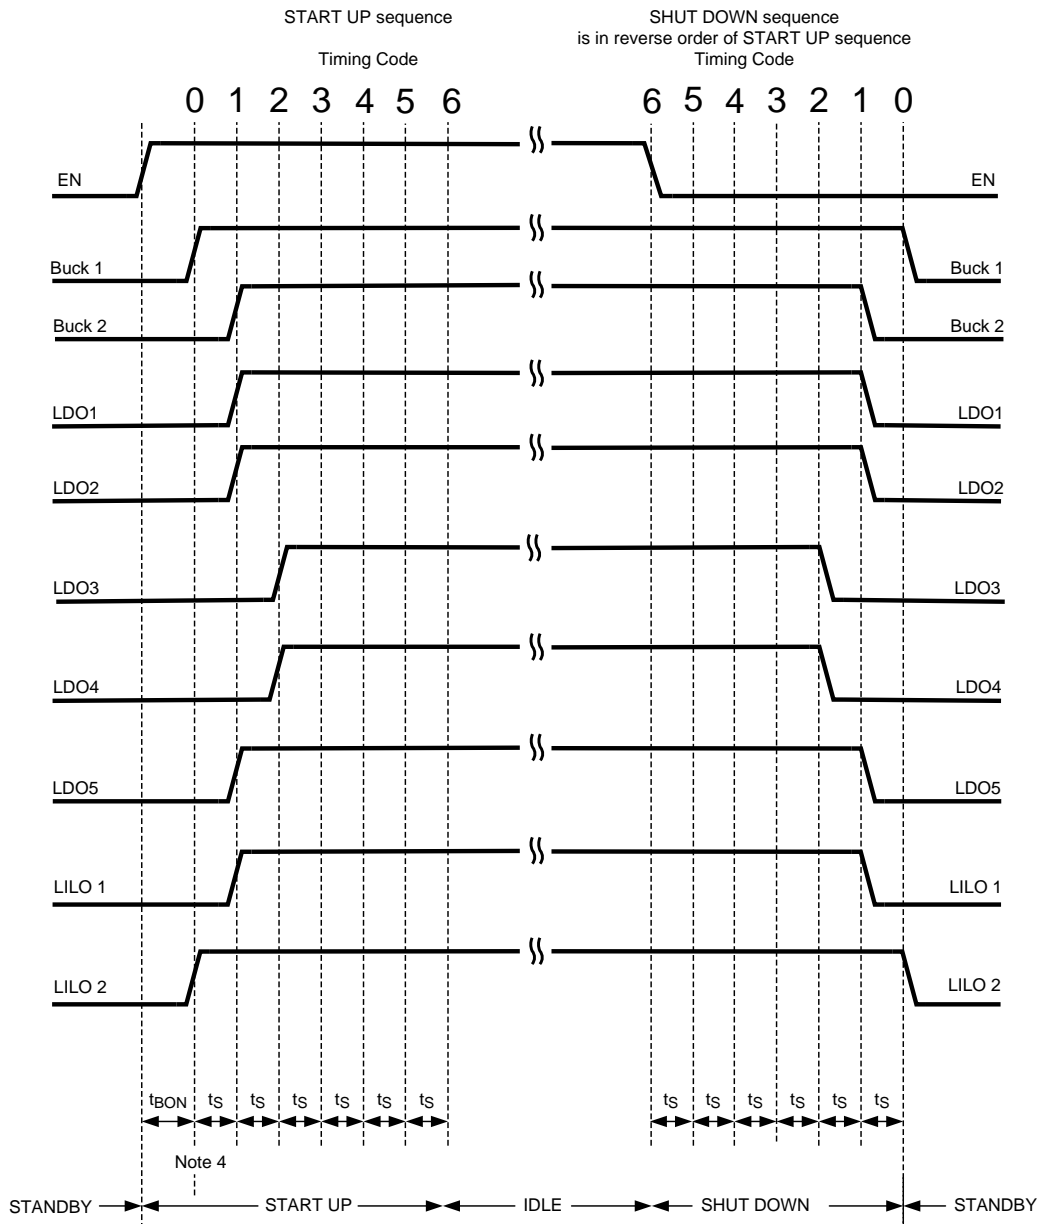 START UP sequence
SHUT DOWN sequence
is in reverse order of START UP sequence
Timing Code
Timing Code
0 1 2 3 4 5 6
6 5 4 3 2 1 0
EN
EN
Buck 1
Buck 1
Buck 2
Buck 2
LDO1
LDO1
LDO2
LDO2
LDO3
LDO3
LDO4
LDO4
LDO5
LDO5
LILO 1
LILO 1
LILO 2
LILO 2
tBON tS tS tS tS tS tS
tS tS tS tS tS tS
Note 4
STANDBY START UP IDLE SHUT DOWN STANDBY